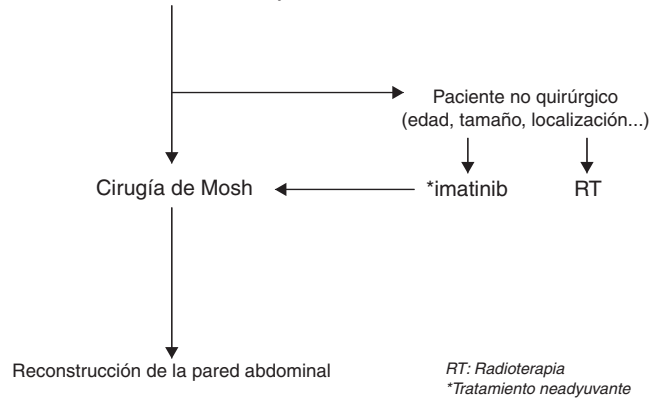 Paciente no quirúrgico
(edad, tamaño, localización...)
Cirugía de Mosh
*imatinib
RT
Reconstrucción de la pared abdominal
RT: Radioterapia
*Tratamiento neadyuvante